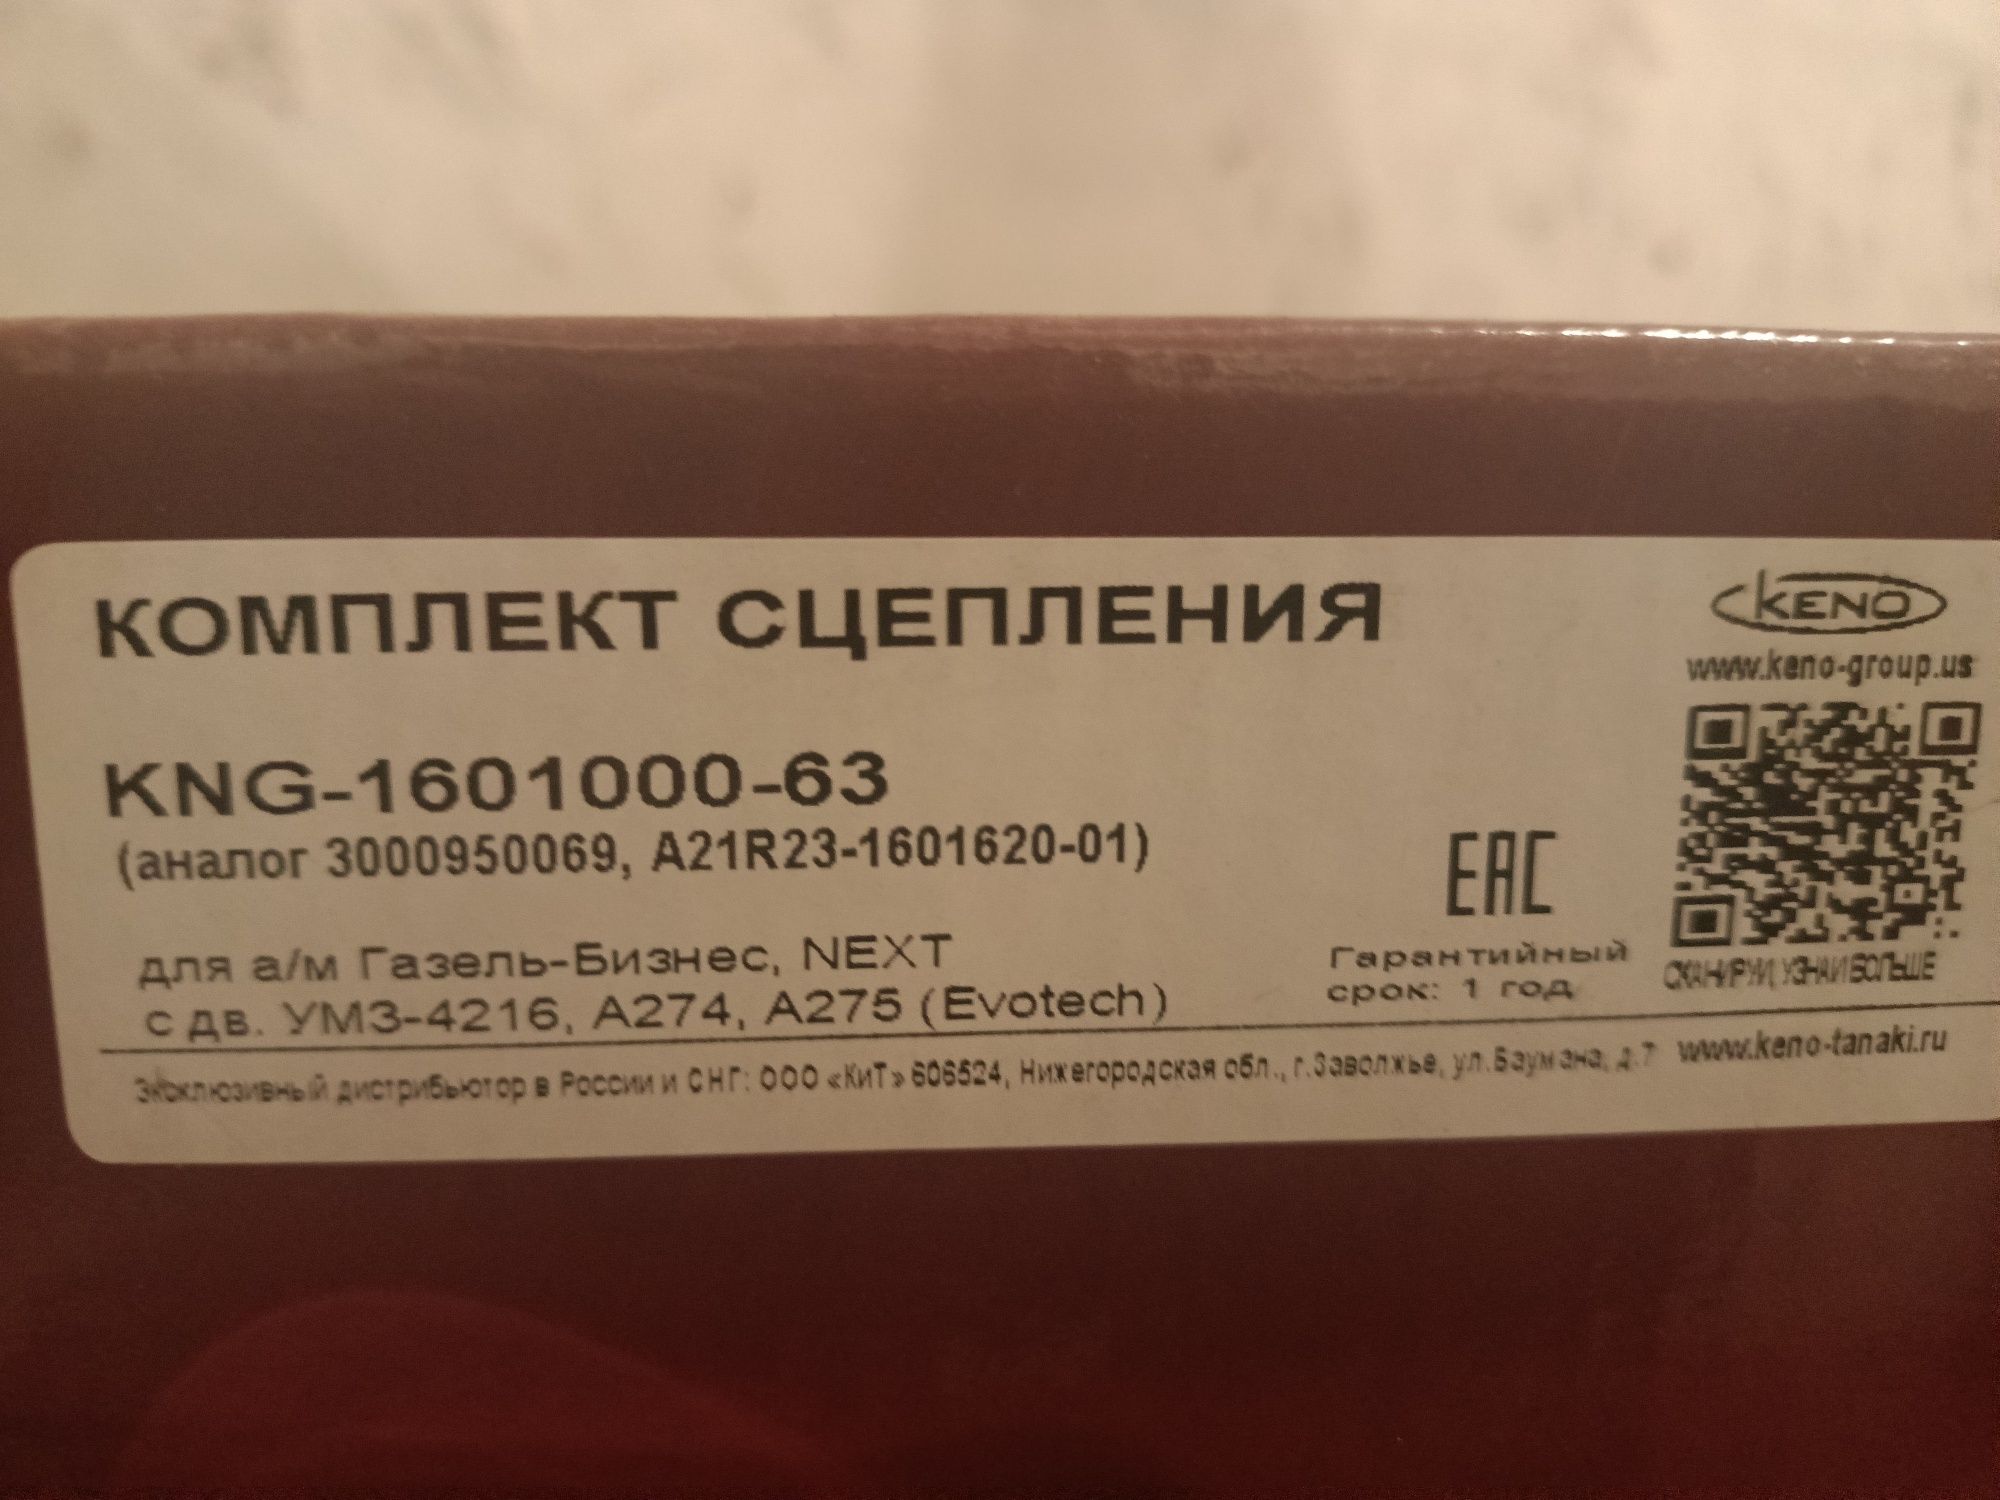 КОМПЛЕКТ СЦЕПЛЕНИЯ
KENO
www.keno-group.us
KNG-1601000-63
(аналог 3000950069, A21R23-1601620-01)
EAC
для а/м Газель-Бизнес, NEXT
с дв. УМЗ-4216, А274, А275 (Evotech)
Гарантийный
срок: 1 год
СКАНИРУЙ, УЗНАЙ БОЛЬШЕ
Эксклюзивный дистрибьютор в России и СНГ: ООО «КиТ» 606524, Нижегородская обл., г.Заволжье, ул.Баумана, д.7
www.keno-tanaki.ru